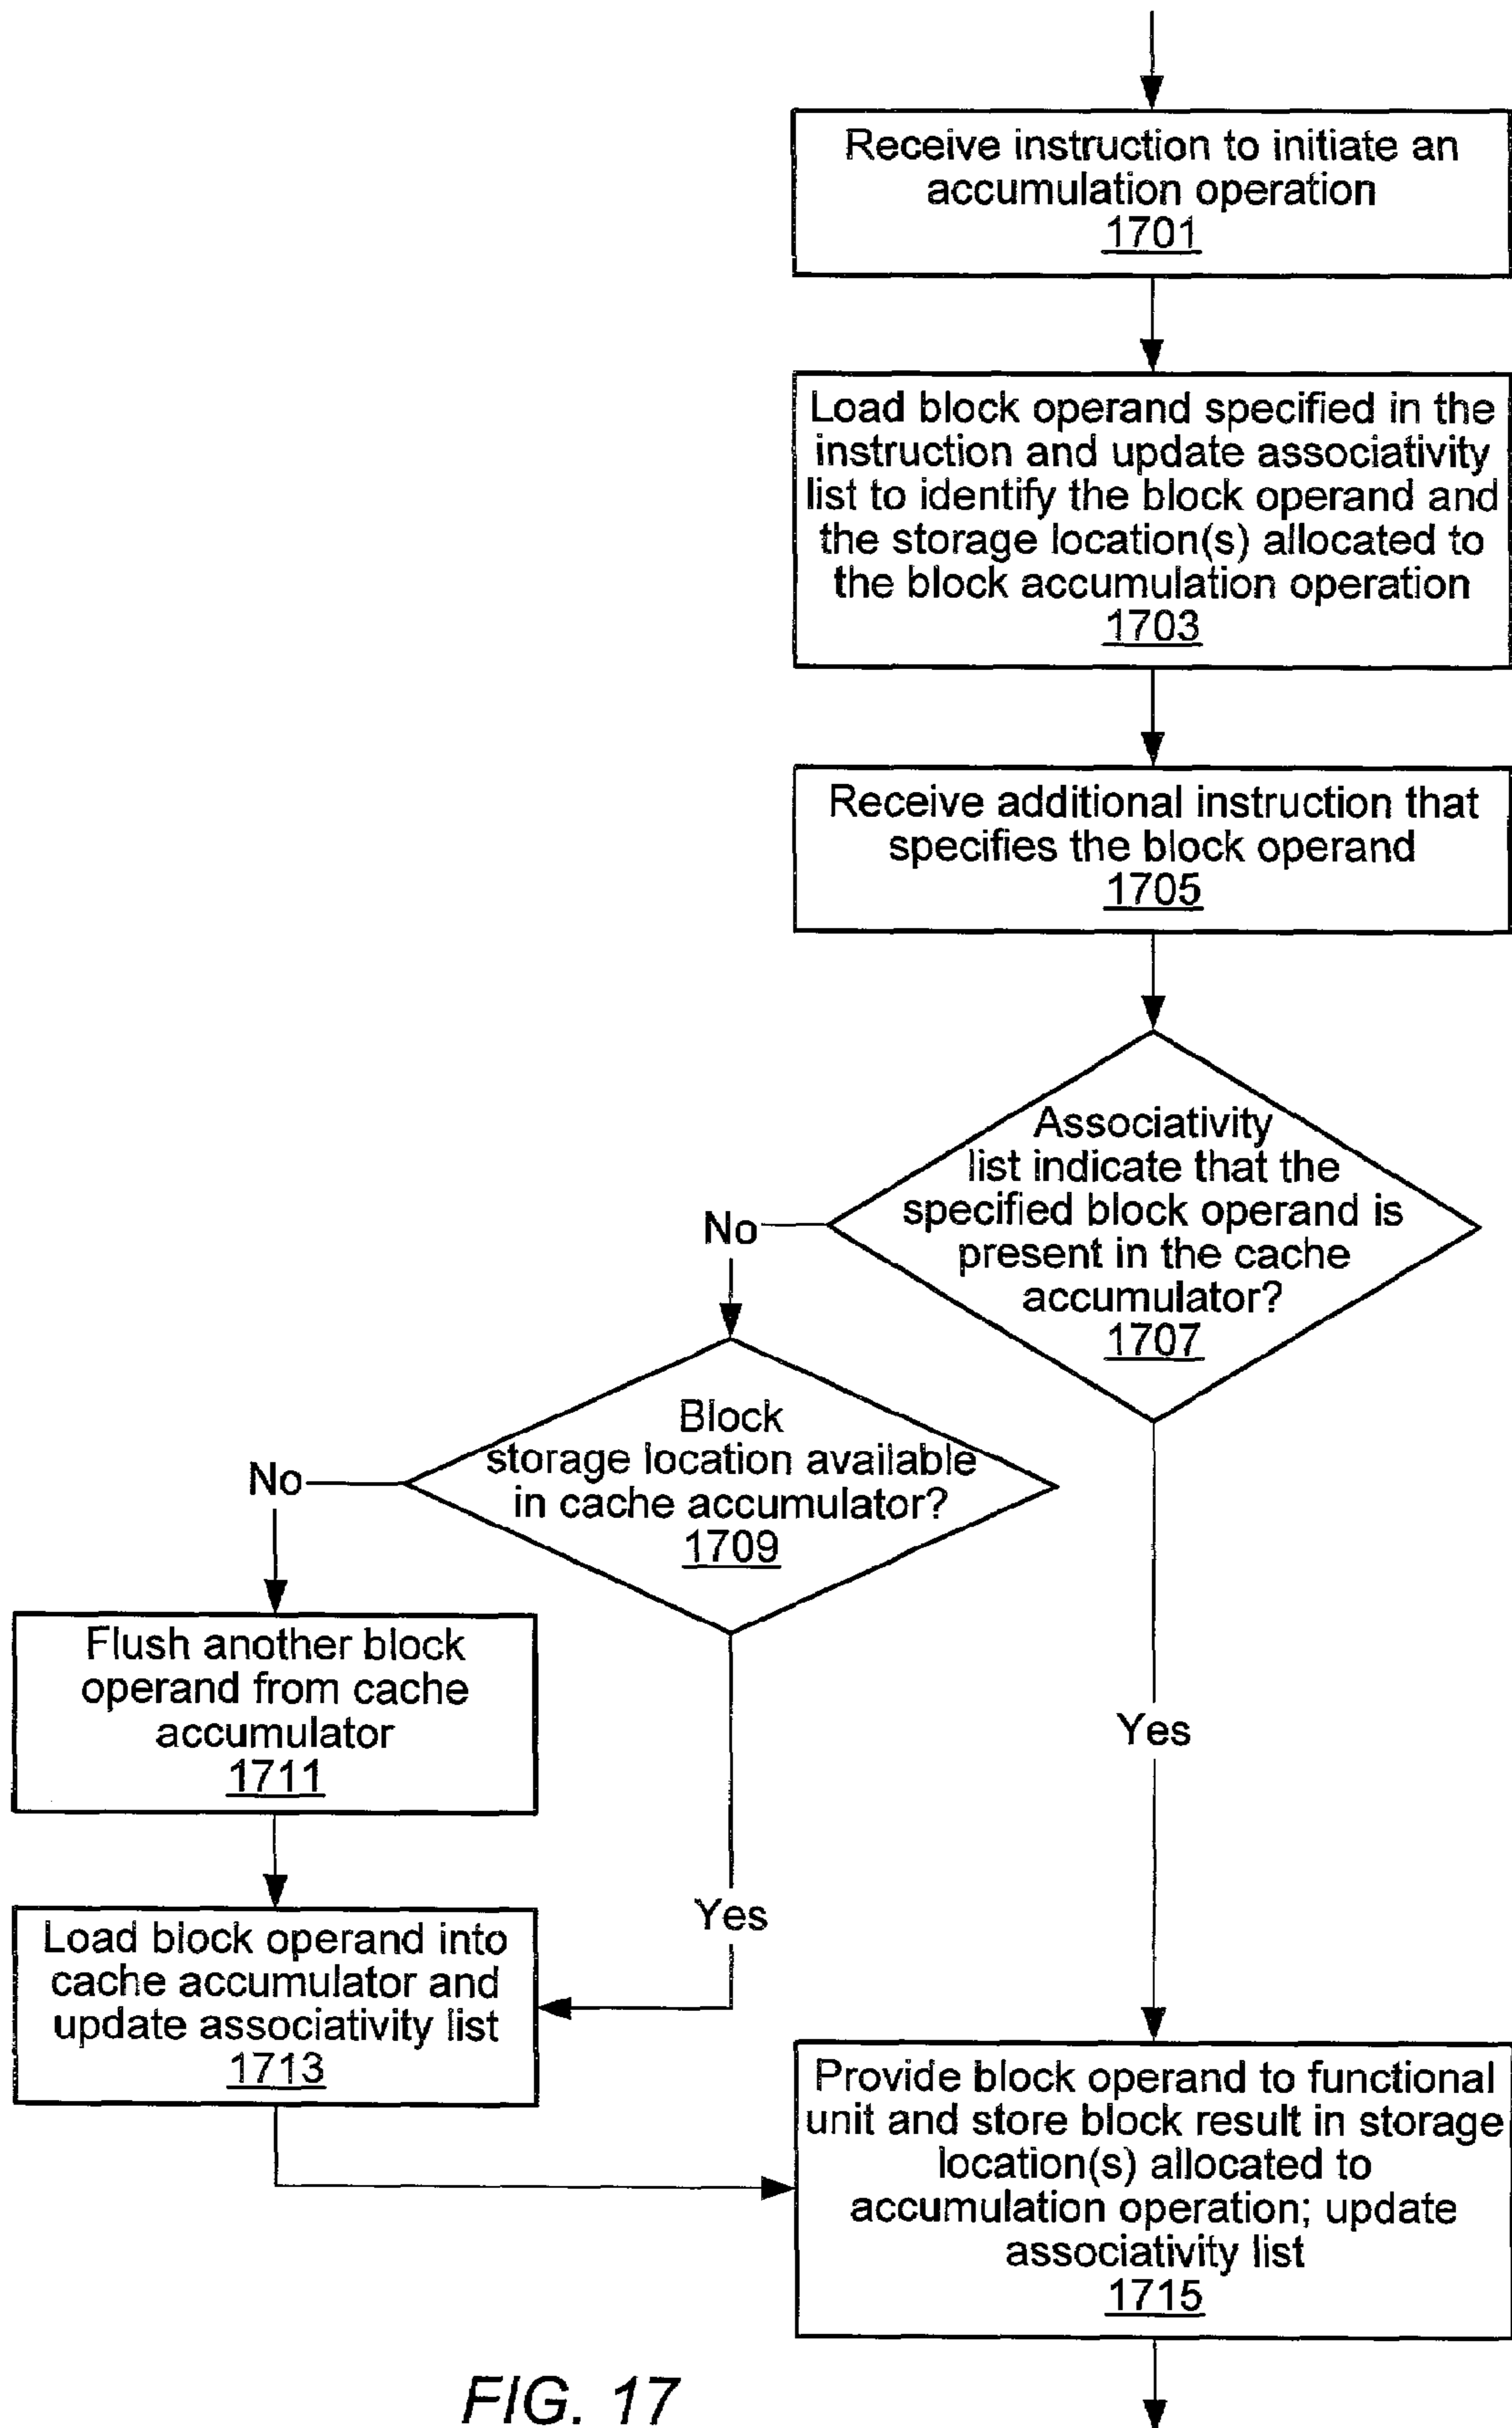 Receive instruction to initiate an
accumulation operation
1701
Load block operand specified in the
instruction and update associativity
list to identify the block operand and
the storage location(s) allocated to
the block accumulation operation
1703
Receive additional instruction that
specifies the block operand
1705
Associativity
list indicate that the
specified block operand is
present in the cache
accumulator?
1707
No
Block
storage location available
in cache accumulator?
1709
No
Flush another block
operand from cache
accumulator
1711
Yes
Yes
Load block operand into
cache accumulator and
update associativity list
1713
Provide block operand to functional
unit and store block result in storage
location(s) allocated to
accumulation operation; update
associativity list
1715
FIG. 17